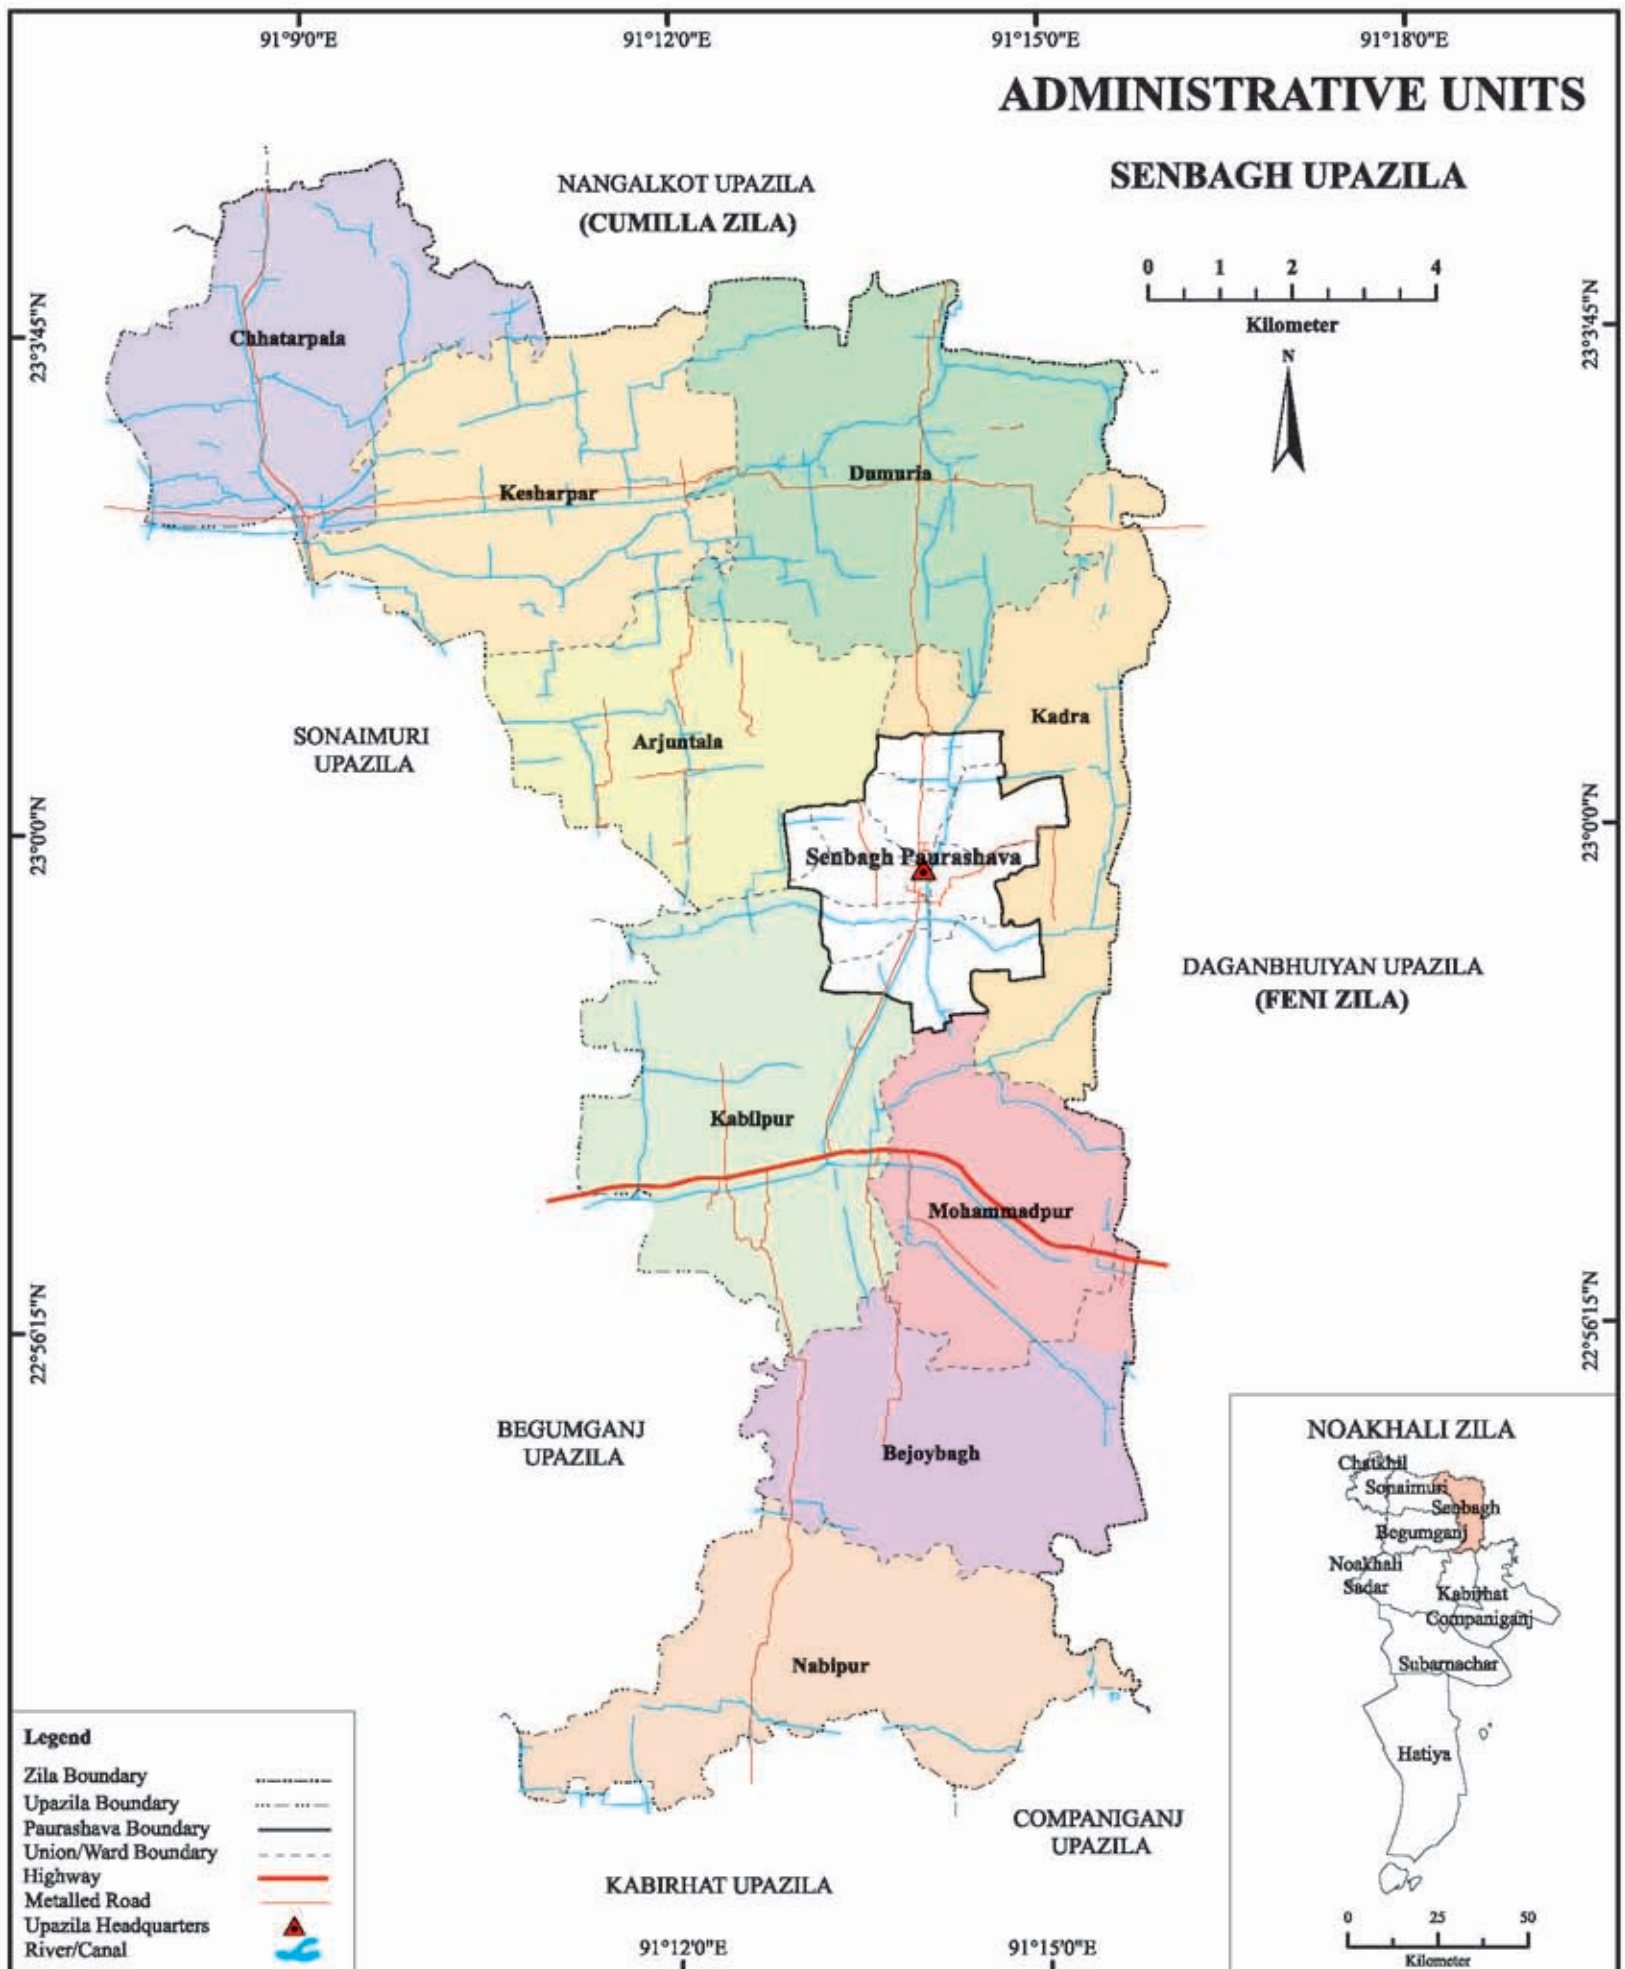 91°9'0"E 91°12'0"E 91°15'0"E 91°18'0"E
ADMINISTRATIVE UNITS
SENBAGH UPAZILA
NANGALKOT UPAZILA
(CUMILLA ZILA)
0 1 2 4
Kilometer
N
23°3'45"N
23°3'45"N
Chhatarpaia
Kesharpar
Dumuria
Kadra
SONAIMURI
UPAZILA
Arjuntala
23°0'0"N
23°0'0"N
Senbagh Paurashava
DAGANBHUIYAN UPAZILA
(FENI ZILA)
Kabilpur
Mohammadpur
22°56'15"N
22°56'15"N
BEGUMGANJ
UPAZILA
Bejoybagh
Nabipur
COMPANIGANJ
UPAZILA
KABIRHAT UPAZILA
91°12'0"E 91°15'0"E
Legend
Zila Boundary
Upazila Boundary
Paurashava Boundary
Union/Ward Boundary
Highway
Metalled Road
Upazila Headquarters
River/Canal
NOAKHALI ZILA
Chatkhil
Sonaimuri
Senbagh
Begumganj
Noakhali
Sadar
Kabirhat
Companiganj
Subarnachar
Hatiya
0 25 50
Kilometer